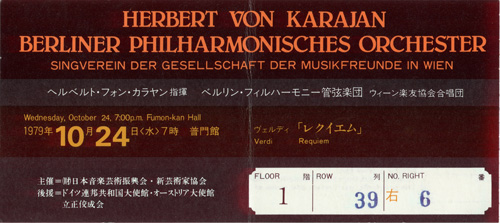 HERBERT VON KARAJAN
BERLINER PHILHARMONISCHES ORCHESTER
SINGVEREIN DER GESELLSCHAFT DER MUSIKFREUNDE IN WIEN
ヘルベルト・フォン・カラヤン指揮 ベルリン・フィルハーモニー管弦楽団 ウィーン楽友協会合唱団
Wednesday, October 24, 7:00p.m. Fumon-kan Hall
1979年10月24日〈水〉7時 普門館
ヴェルディ「レクイエム」
Verdi Requiem
主催=㈶日本音楽芸術振興会・新芸術家協会
後援=ドイツ連邦共和国大使館・オーストリア大使館
立正佼成会
FLOOR 階 ROW 列 NO. RIGHT 番
1 39 右 6